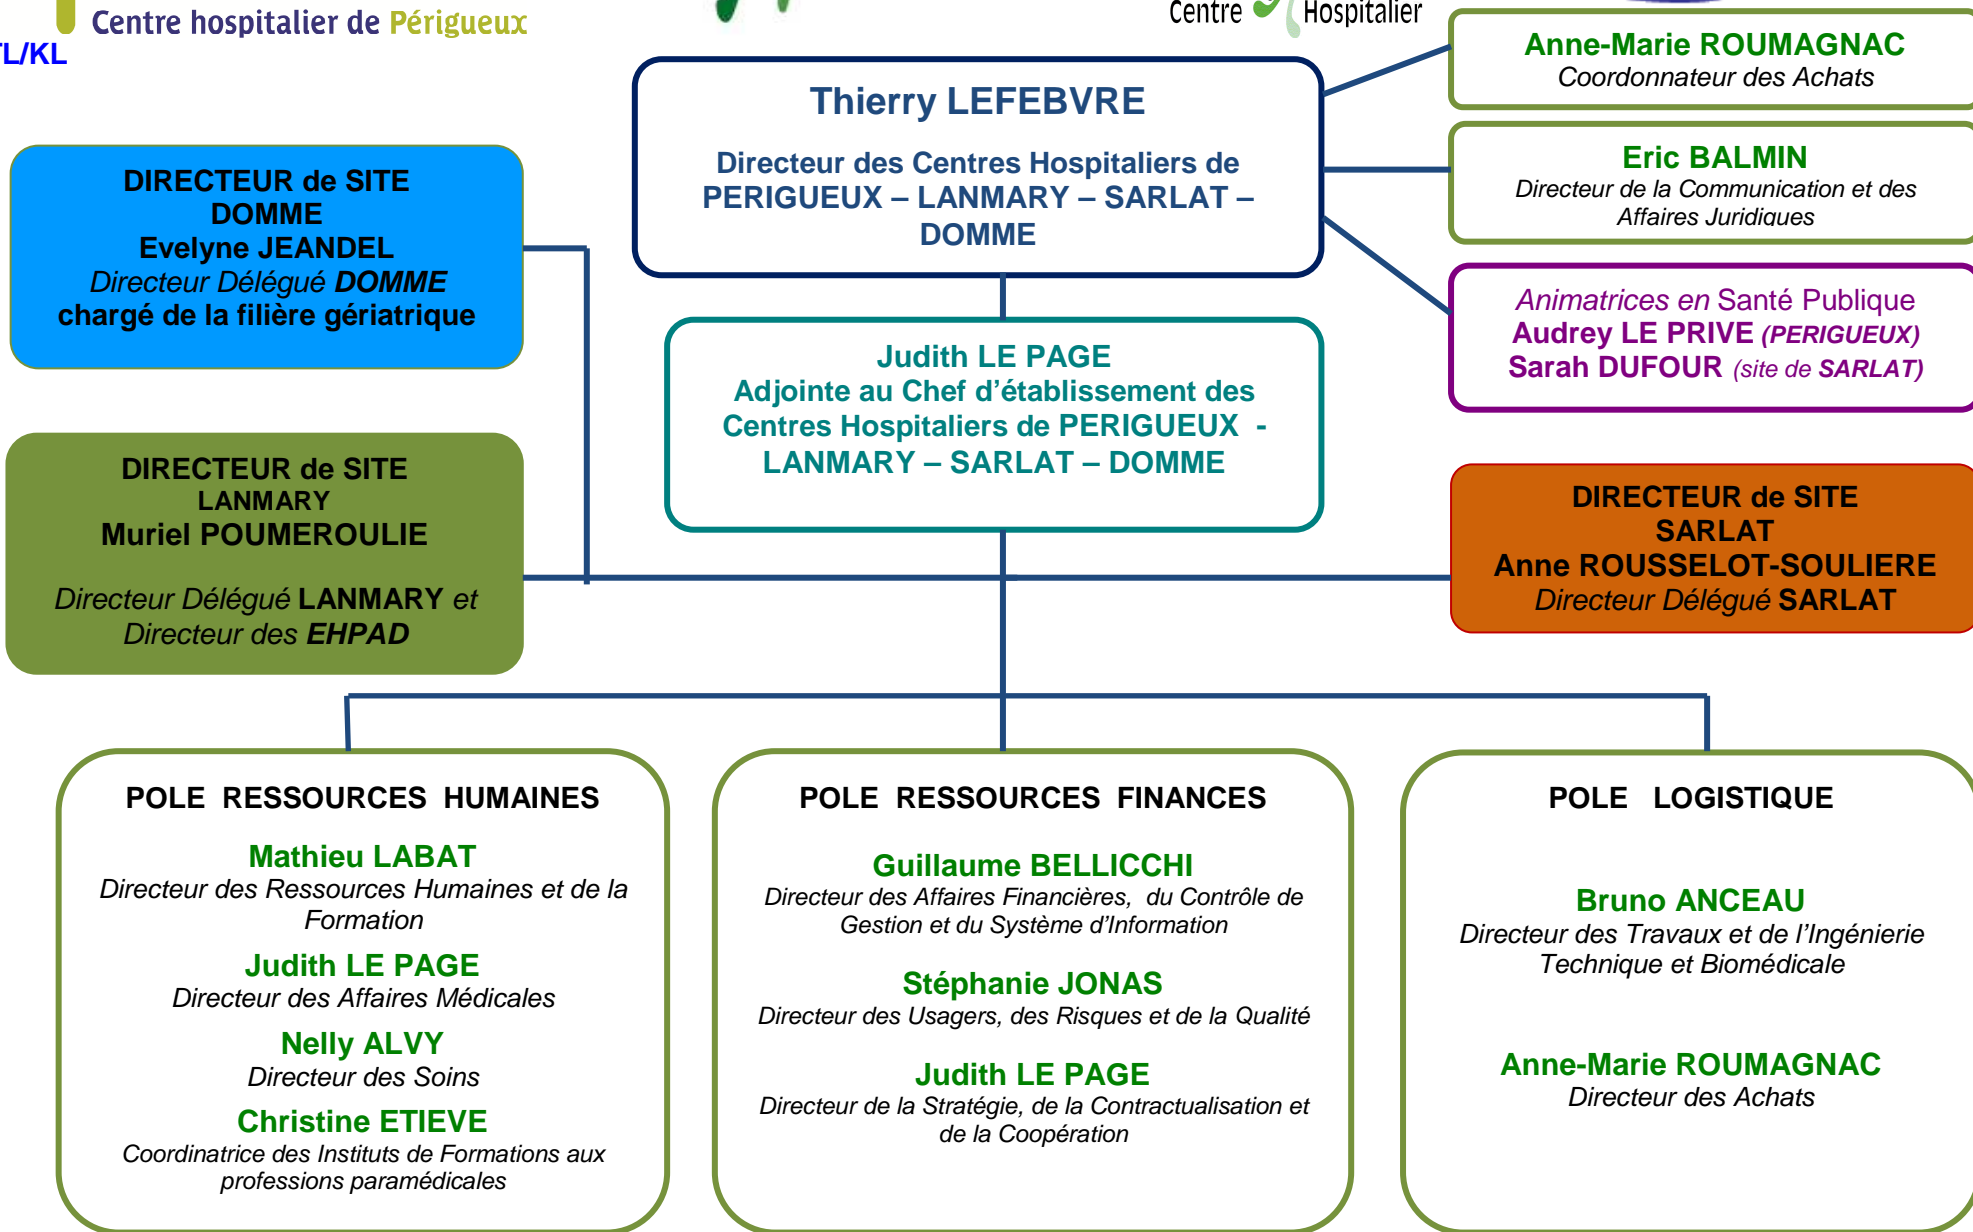 Centre hospitalier de Périgueux
TL/KL
Centre Hospitalier
Thierry LEFEBVRE
Directeur des Centres Hospitaliers de
PERIGUEUX – LANMARY – SARLAT –
DOMME
Anne-Marie ROUMAGNAC
Coordonnateur des Achats
Eric BALMIN
Directeur de la Communication et des
Affaires Juridiques
Animatrices en Santé Publique
Audrey LE PRIVE (PERIGUEUX)
Sarah DUFOUR (site de SARLAT)
DIRECTEUR de SITE
DOMME
Evelyne JEANDEL
Directeur Délégué DOMME
chargé de la filière gériatrique
Judith LE PAGE
Adjointe au Chef d’établissement des
Centres Hospitaliers de PERIGUEUX -
LANMARY – SARLAT – DOMME
DIRECTEUR de SITE
LANMARY
Muriel POUMEROULIE
Directeur Délégué LANMARY et
Directeur des EHPAD
DIRECTEUR de SITE
SARLAT
Anne ROUSSELOT-SOULIERE
Directeur Délégué SARLAT
POLE RESSOURCES HUMAINES
Mathieu LABAT
Directeur des Ressources Humaines et de la
Formation
Judith LE PAGE
Directeur des Affaires Médicales
Nelly ALVY
Directeur des Soins
Christine ETIEVE
Coordinatrice des Instituts de Formations aux
professions paramédicales
POLE RESSOURCES FINANCES
Guillaume BELLICCHI
Directeur des Affaires Financières, du Contrôle de
Gestion et du Système d’Information
Stéphanie JONAS
Directeur des Usagers, des Risques et de la Qualité
Judith LE PAGE
Directeur de la Stratégie, de la Contractualisation et
de la Coopération
POLE LOGISTIQUE
Bruno ANCEAU
Directeur des Travaux et de l’Ingénierie
Technique et Biomédicale
Anne-Marie ROUMAGNAC
Directeur des Achats